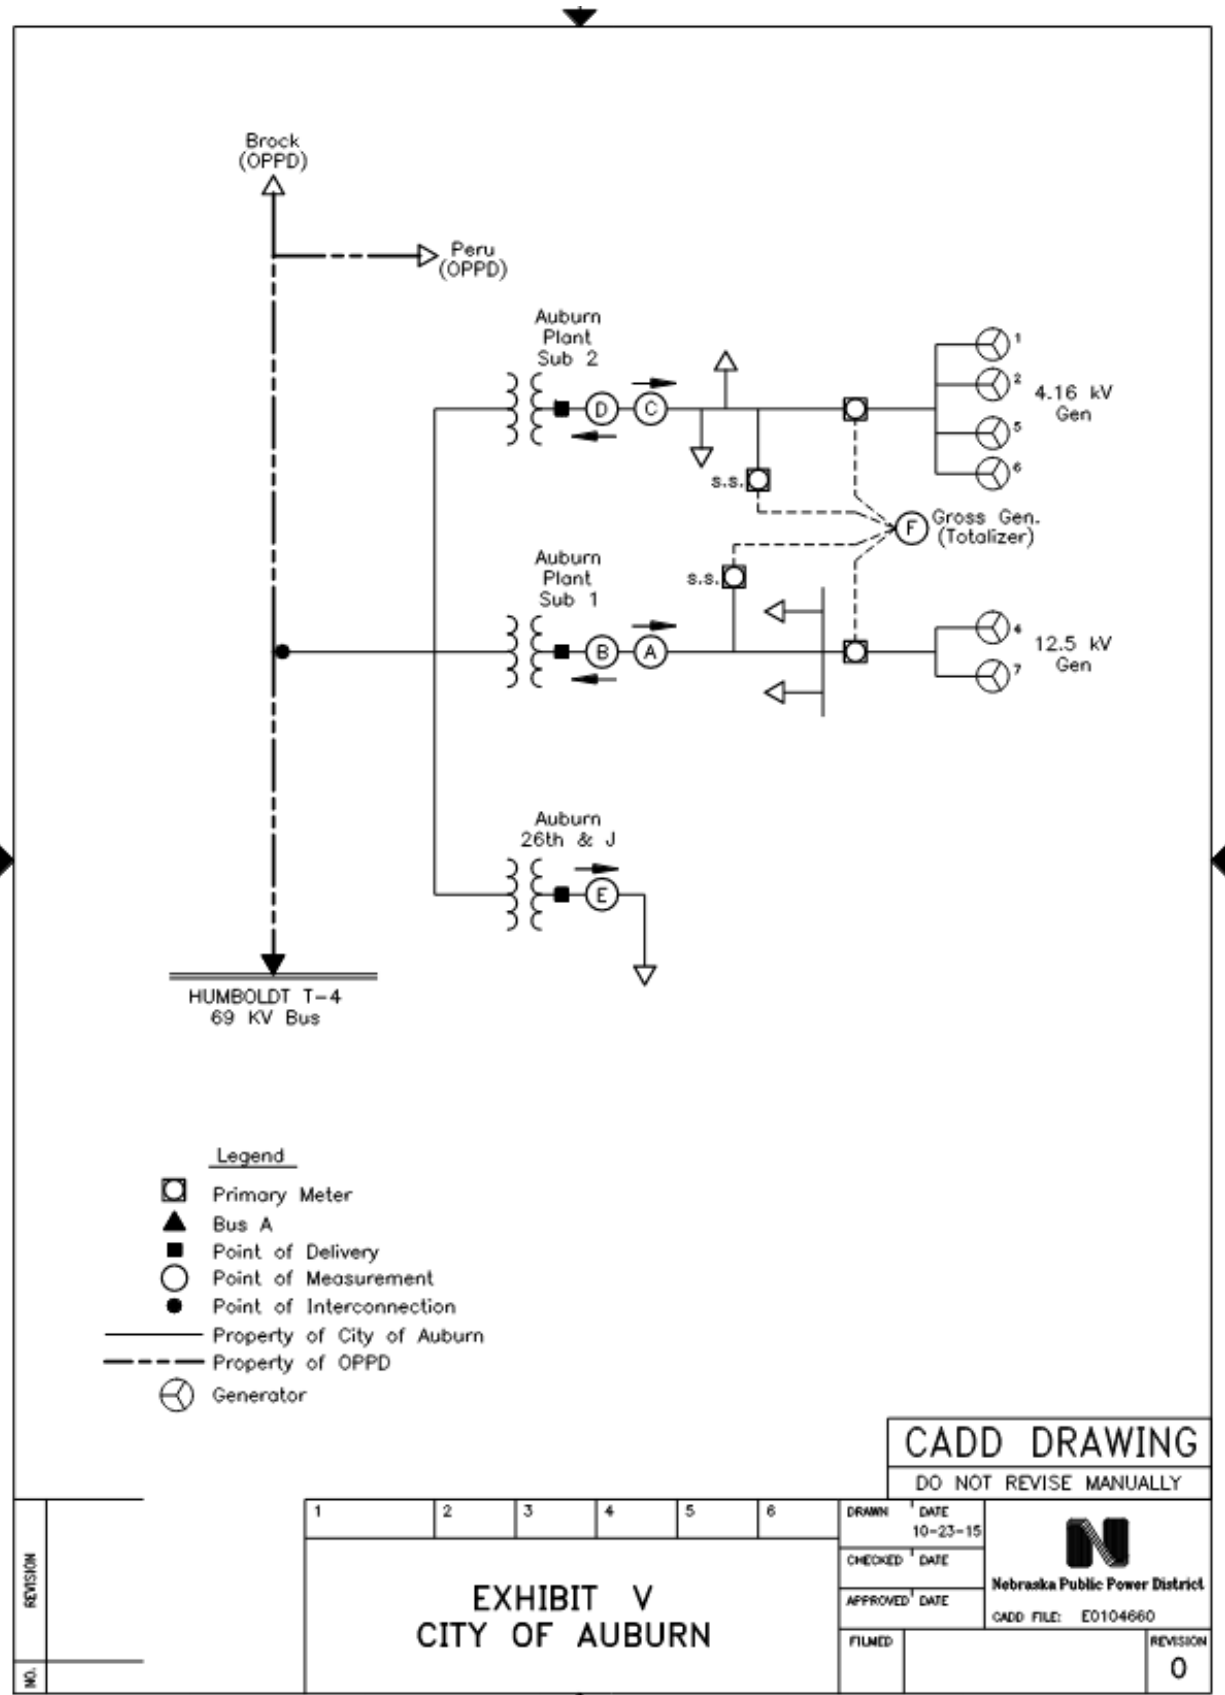 Brock
(OPPD)
Peru
(OPPD)
Auburn
Plant
Sub 2
D
C
s.s.
1
2
5
6
4.16 kV
Gen
F
Gross Gen.
(Totalizer)
Auburn
Plant
Sub 1
s.s.
B
A
4
7
12.5 kV
Gen
Auburn
26th & J
E
HUMBOLDT T-4
69 KV Bus
Legend
Primary Meter
Bus A
Point of Delivery
Point of Measurement
Point of Interconnection
Property of City of Auburn
Property of OPPD
Generator
CADD DRAWING
DO NOT REVISE MANUALLY
REVISION
NO.
1 2 3 4 5 6
EXHIBIT V
CITY OF AUBURN
DRAWN DATE
10-23-15
CHECKED DATE
APPROVED DATE
FILMED
N
Nebraska Public Power District
CADD FILE: E0104660
REVISION
0